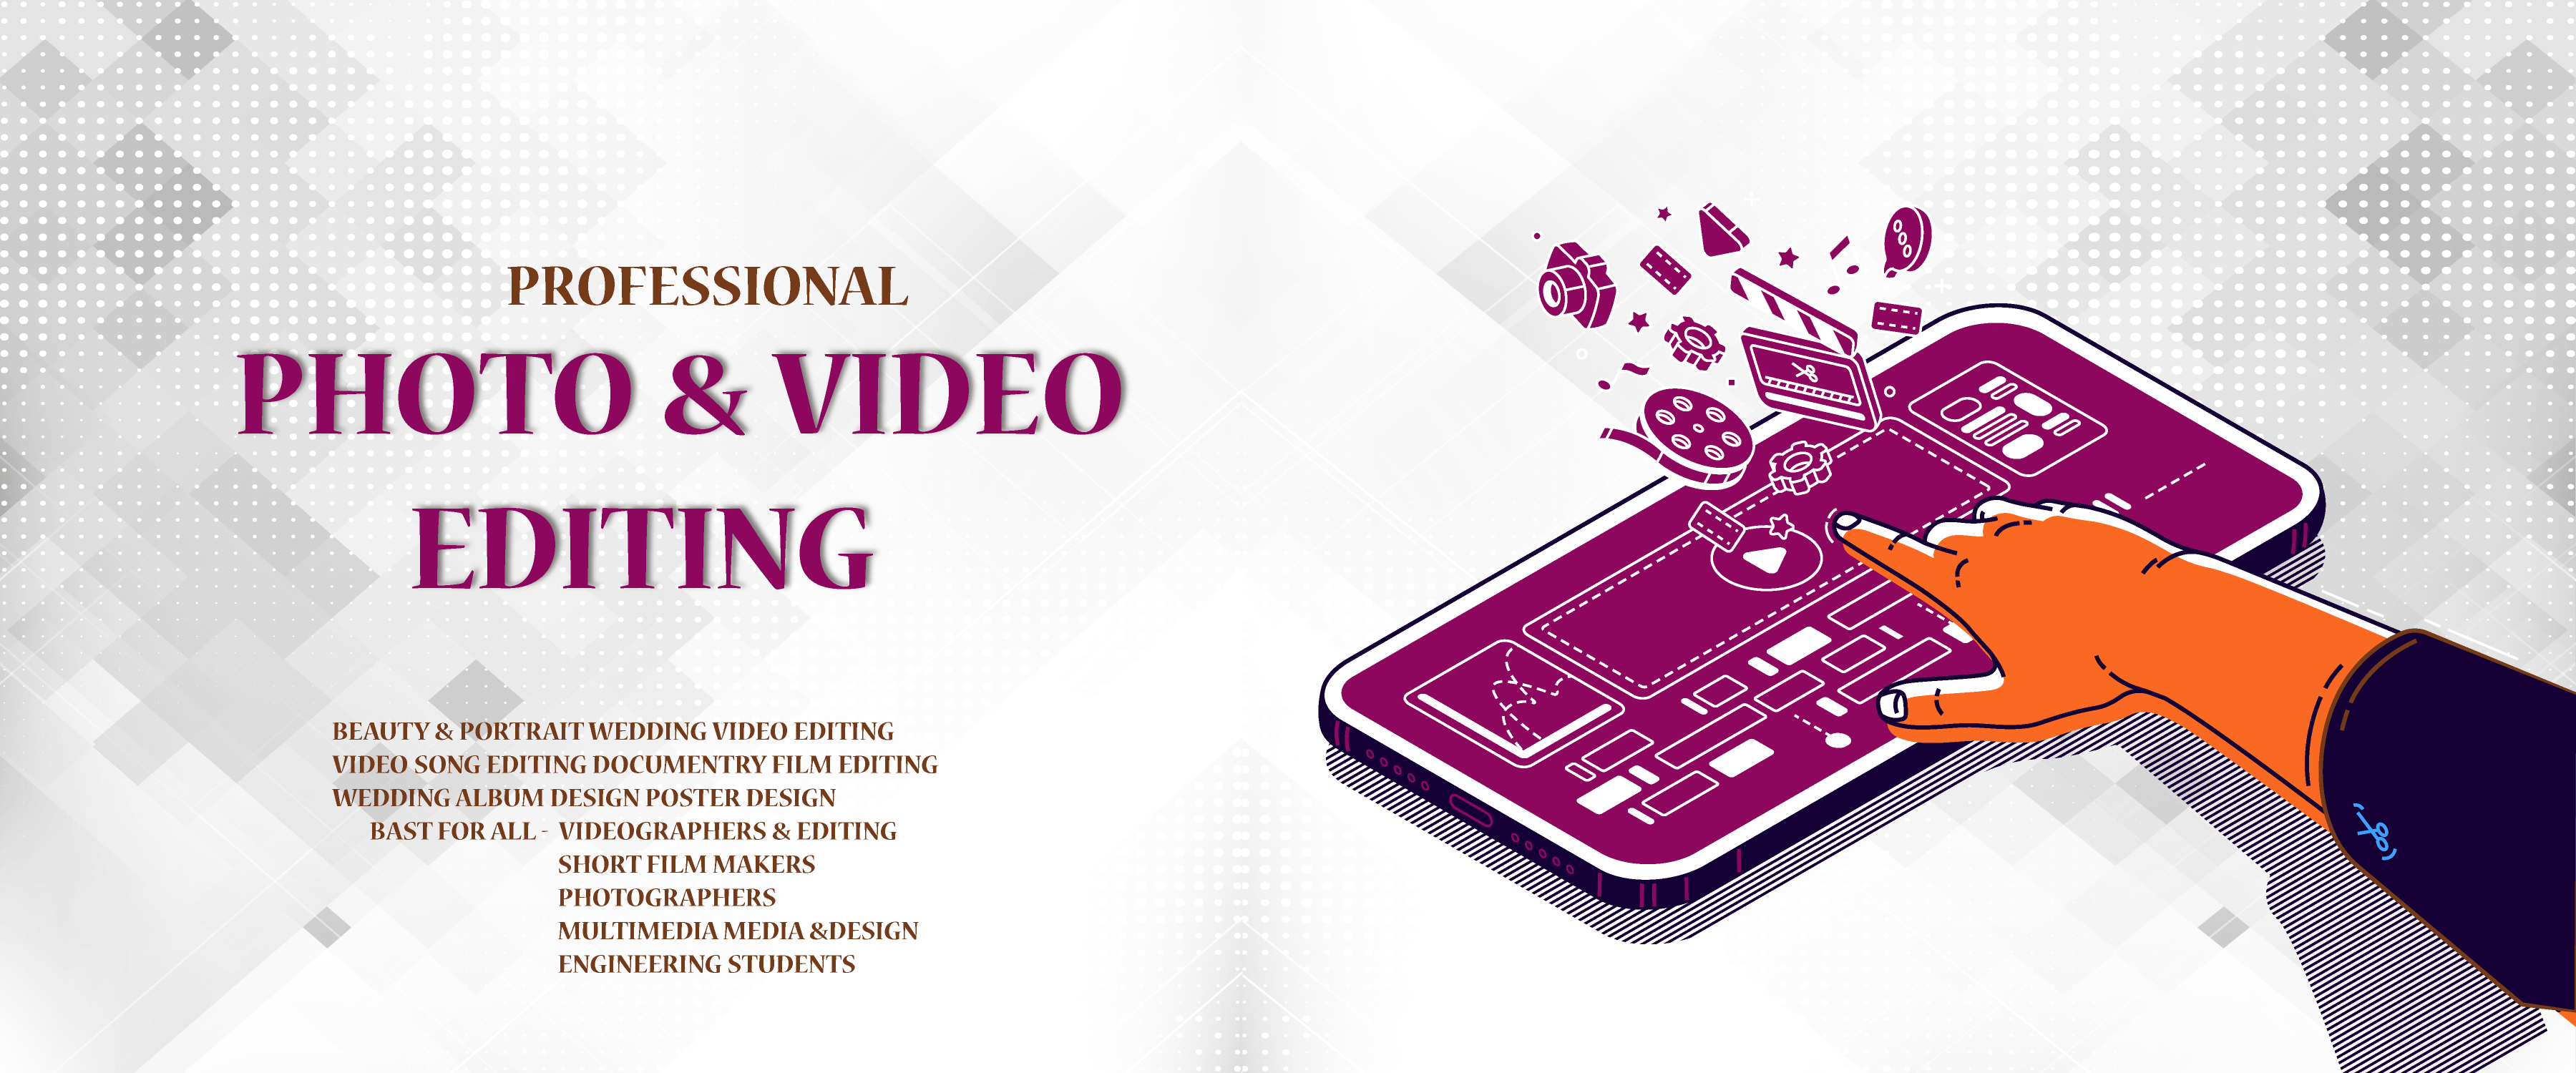 PROFESSIONAL
PHOTO & VIDEO
EDITING
BEAUTY & PORTRAIT WEDDING VIDEO EDITING
VIDEO SONG EDITING DOCUMENTRY FILM EDITING
WEDDING ALBUM DESIGN POSTER DESIGN
BAST FOR ALL - VIDEOGRAPHERS & EDITING
SHORT FILM MAKERS
PHOTOGRAPHERS
MULTIMEDIA MEDIA &DESIGN
ENGINEERING STUDENTS